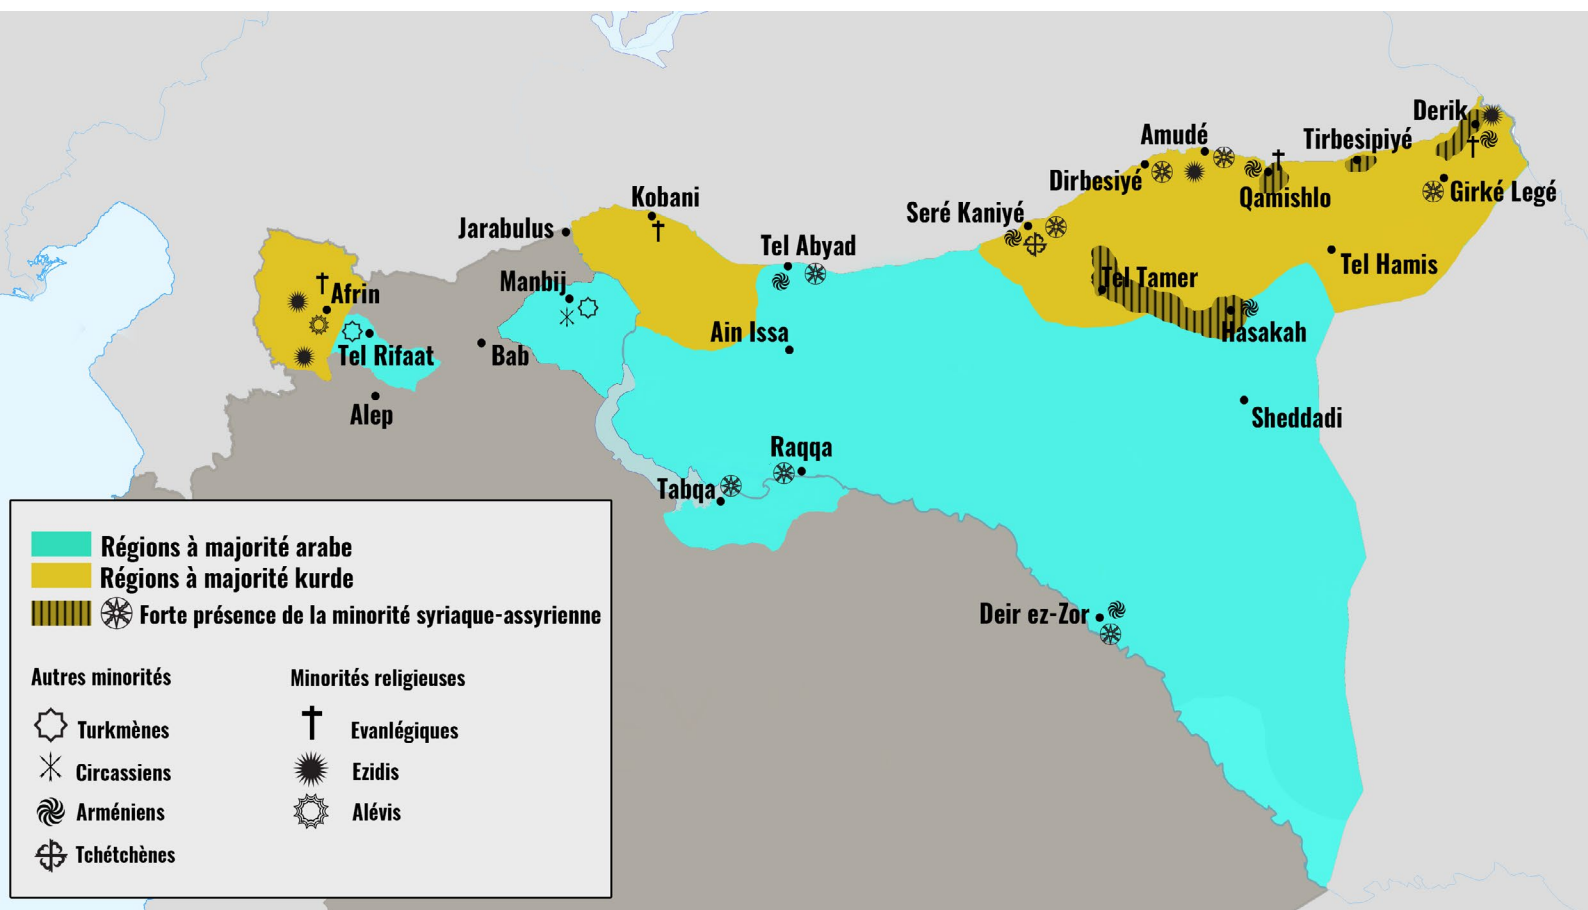 Derik
Amudé
Tirbesipiyé
Dirbesiyé
Qamishlo
Girké Legé
Kobani
Seré Kaniyé
Jarabulus
Tel Abyad
Tel Hamis
Manbij
Tel Tamer
Afrin
Ain Issa
Hasakah
Tel Rifaat
Bab
Alep
Sheddadi
Raqqa
Tabqa
Deir ez-Zor
Régions à majorité arabe
Régions à majorité kurde
Forte présence de la minorité syriaque-assyrienne
Autres minorités
Turkmènes
Circassiens
Arméniens
Tchétchènes
Minorités religieuses
Evanlégiques
Ezidis
Alévis